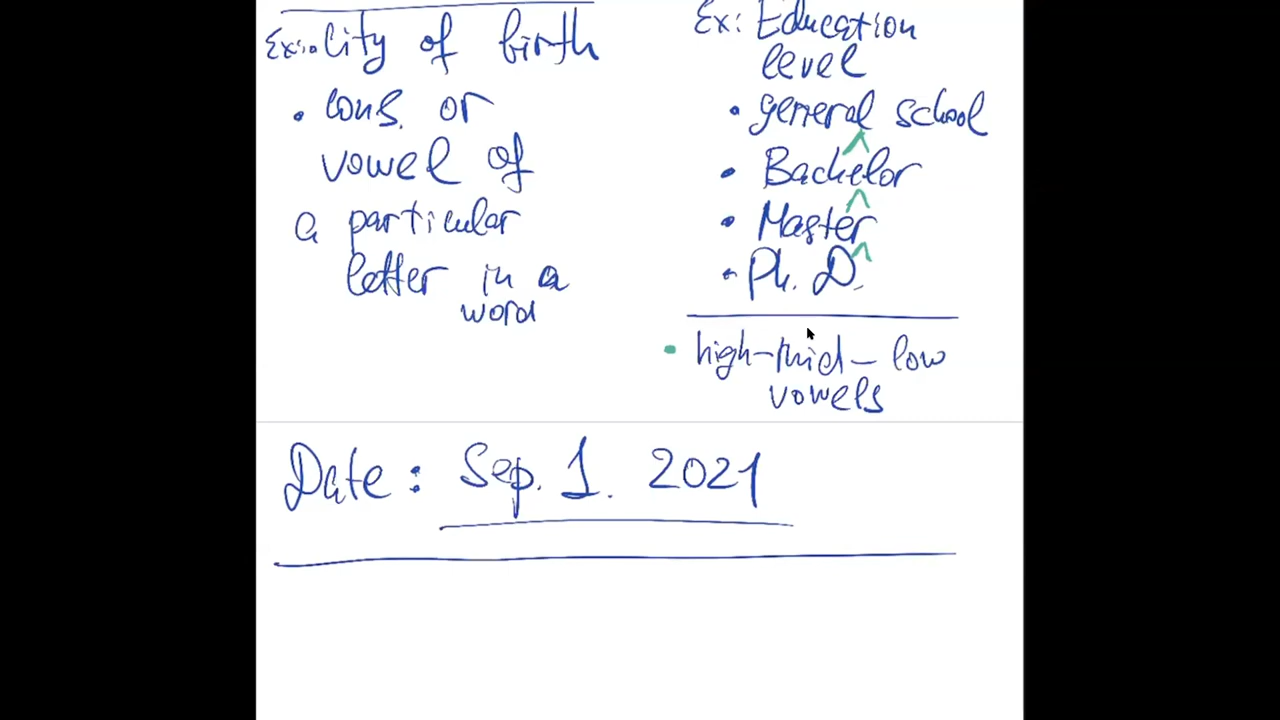 Ex: City of birth
• cons. or
vowel of
a particular
letter in a
word
Ex: Education
level
• general school
• Bachelor
• Master
• Ph. D.
• high-mid-low
vowels
Date: Sep. 1. 2021